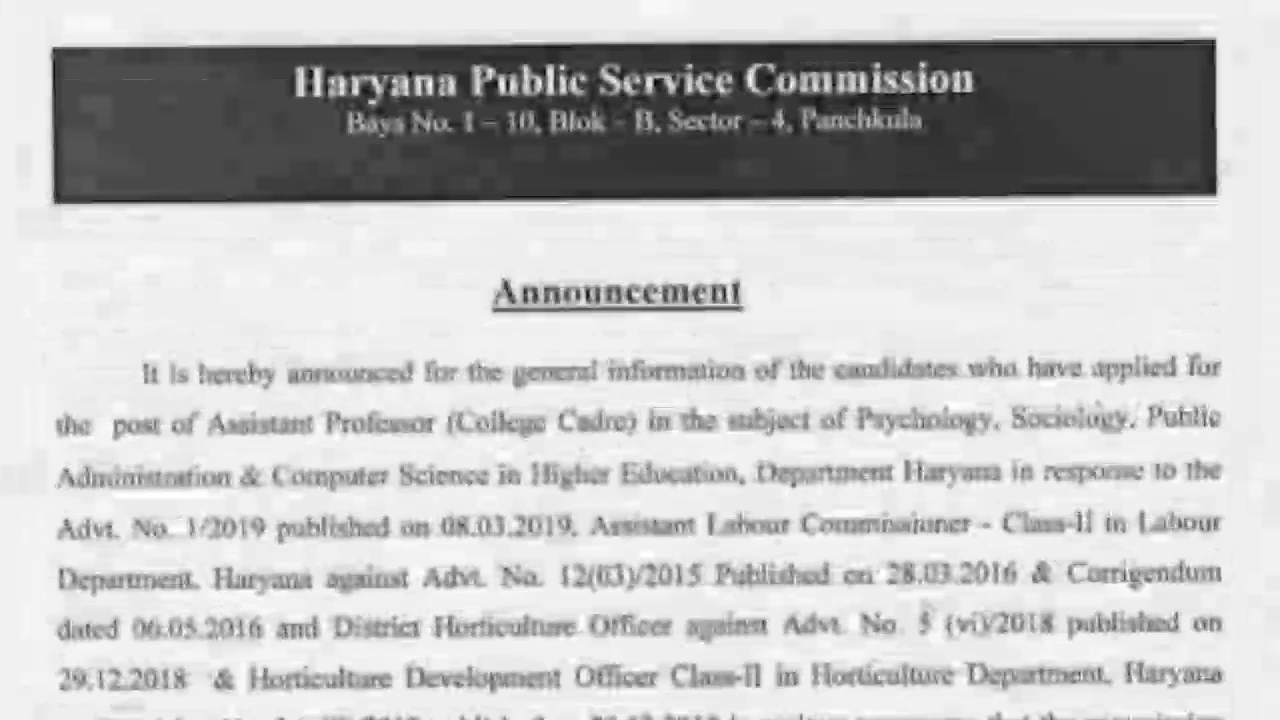 Haryana Public Service Commission
Bays No. 1 – 10, Blok – B, Sector – 4, Panchkula
Announcement
It is hereby announced for the general information of the candidates who have applied for
the post of Assistant Professor (College Cadre) in the subject of Psychology, Sociology, Public
Administration & Computer Science in Higher Education, Department Haryana in response to the
Advt. No. 1/2019 published on 08.03.2019, Assistant Labour Commissioner - Class-II in Labour
Department, Haryana against Advt. No. 12(03)/2015 Published on 28.03.2016 & Corrigendum
dated 06.05.2016 and District Horticulture Officer against Advt. No. 5 (vi)/2018 published on
29.12.2018 & Horticulture Development Officer Class-II in Horticulture Department, Haryana